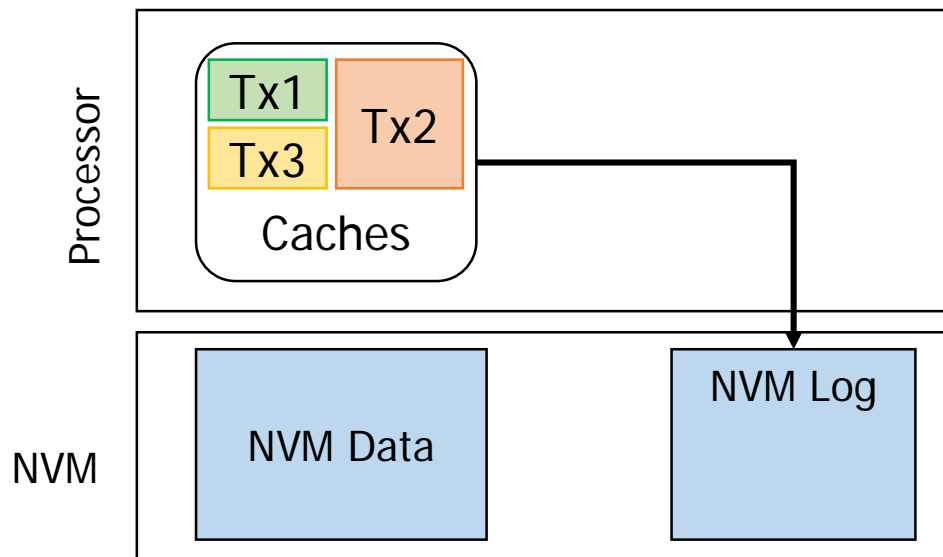 Processor
Tx1
Tx2
Tx3
Caches
NVM
NVM Data
NVM Log